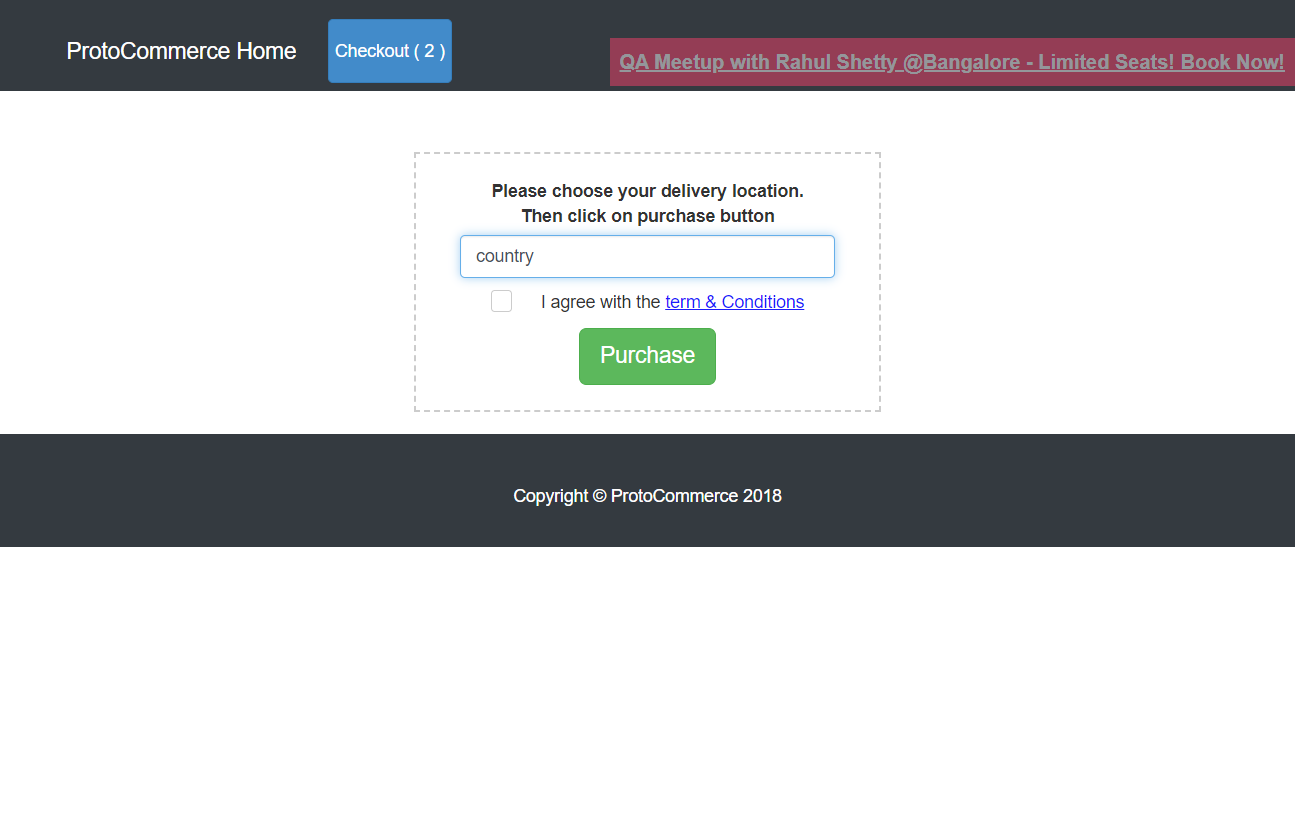 ProtoCommerce Home
Checkout ( 2 )
QA Meetup with Rahul Shetty @Bangalore - Limited Seats! Book Now!
Please choose your delivery location.
Then click on purchase button
country
I agree with the term & Conditions
Purchase
Copyright © ProtoCommerce 2018